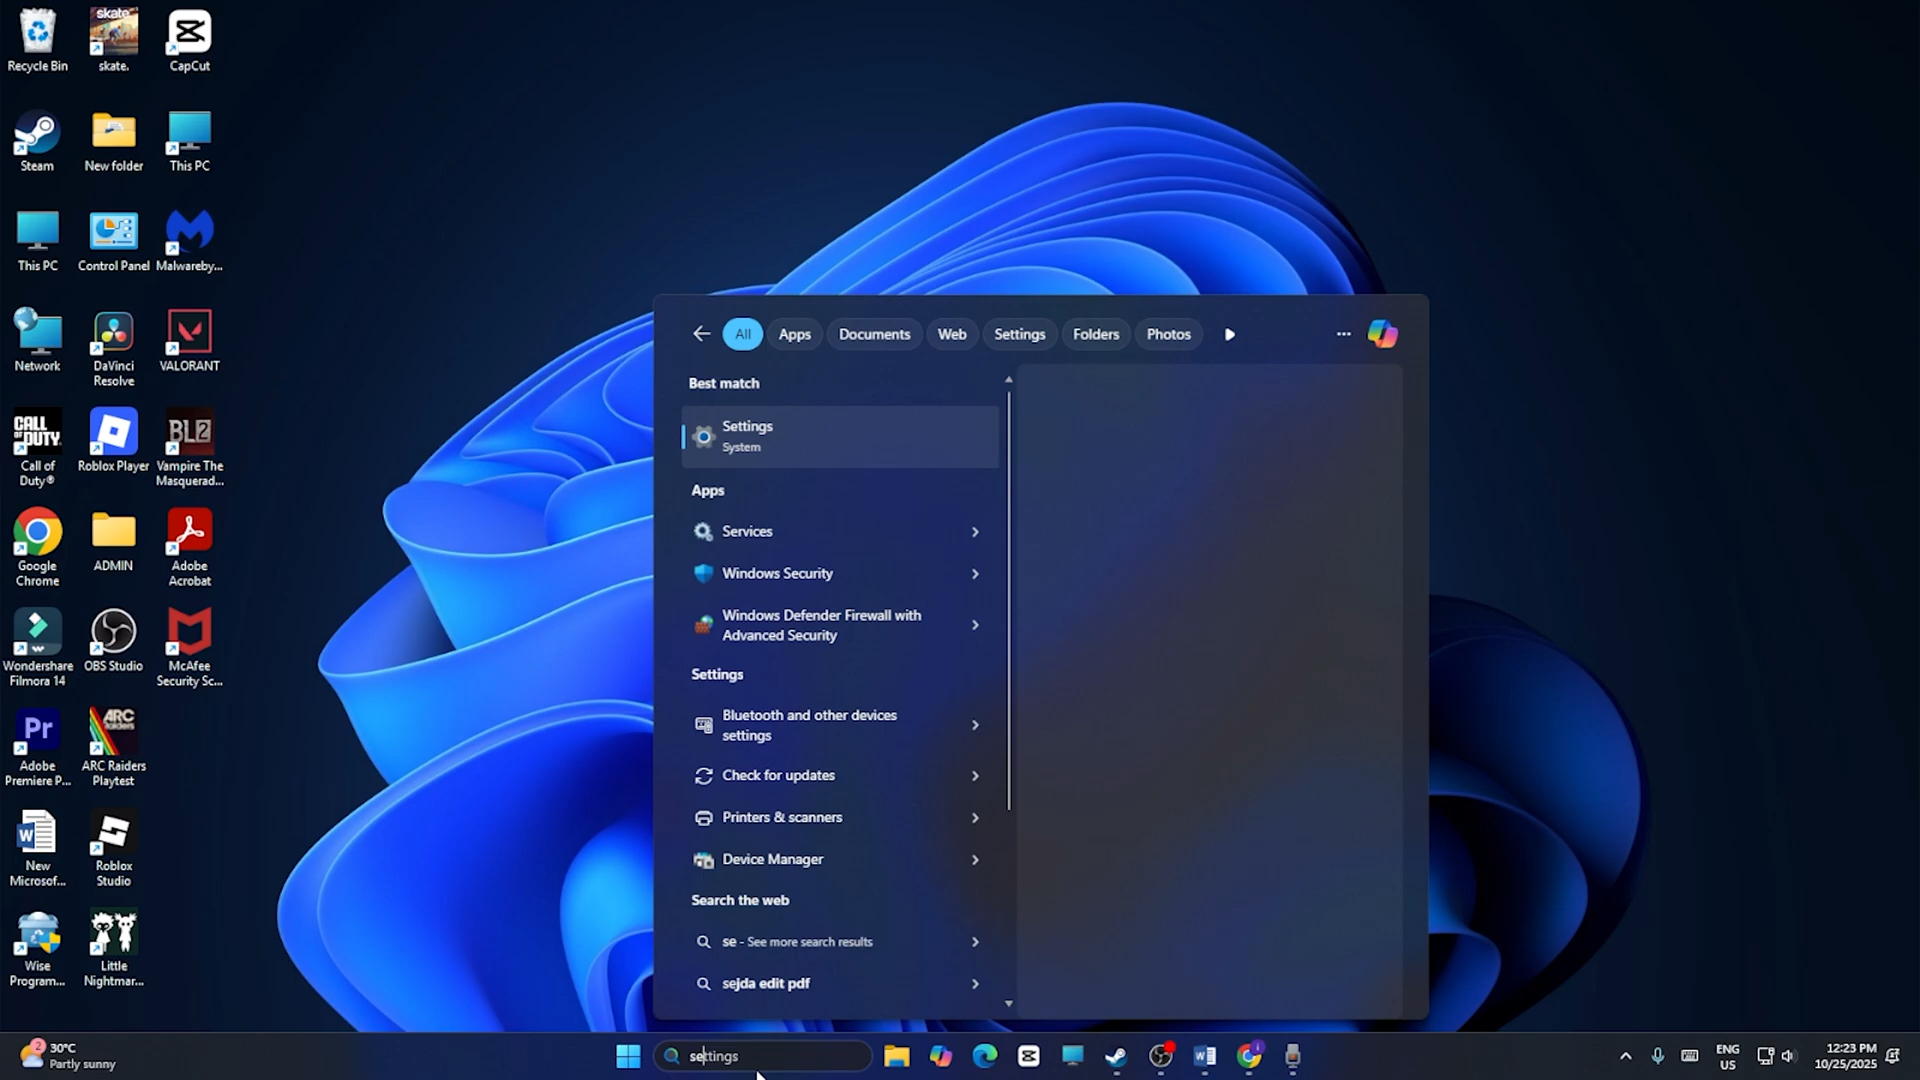 Recycle Bin
skate.
CapCut
Steam
New folder
This PC
This PC
Control Panel
Malwareby...
Network
DaVinci
Resolve
VALORANT
CALL OF
DUTY.
Call of
Duty®
Roblox Player
BL2
Vampire The
Masquerad...
Google
Chrome
ADMIN
Adobe
Acrobat
Wondershare
Filmora 14
OBS Studio
McAfee
Security Sc...
Pr
Adobe
Premiere P...
ARC
Raiders
ARC Raiders
Playtest
W
New
Microsof...
Roblox
Studio
Wise
Program...
Little
Nightmar...
All
Apps
Documents
Web
Settings
Folders
Photos
Best match
Settings
System
Apps
Services
Windows Security
Windows Defender Firewall with
Advanced Security
Settings
Bluetooth and other devices
settings
Check for updates
Printers & scanners
Device Manager
Search the web
se - See more search results
sejda edit pdf
2
30°C
Partly sunny
settings
W
ENG
US
12:23 PM
10/25/2025